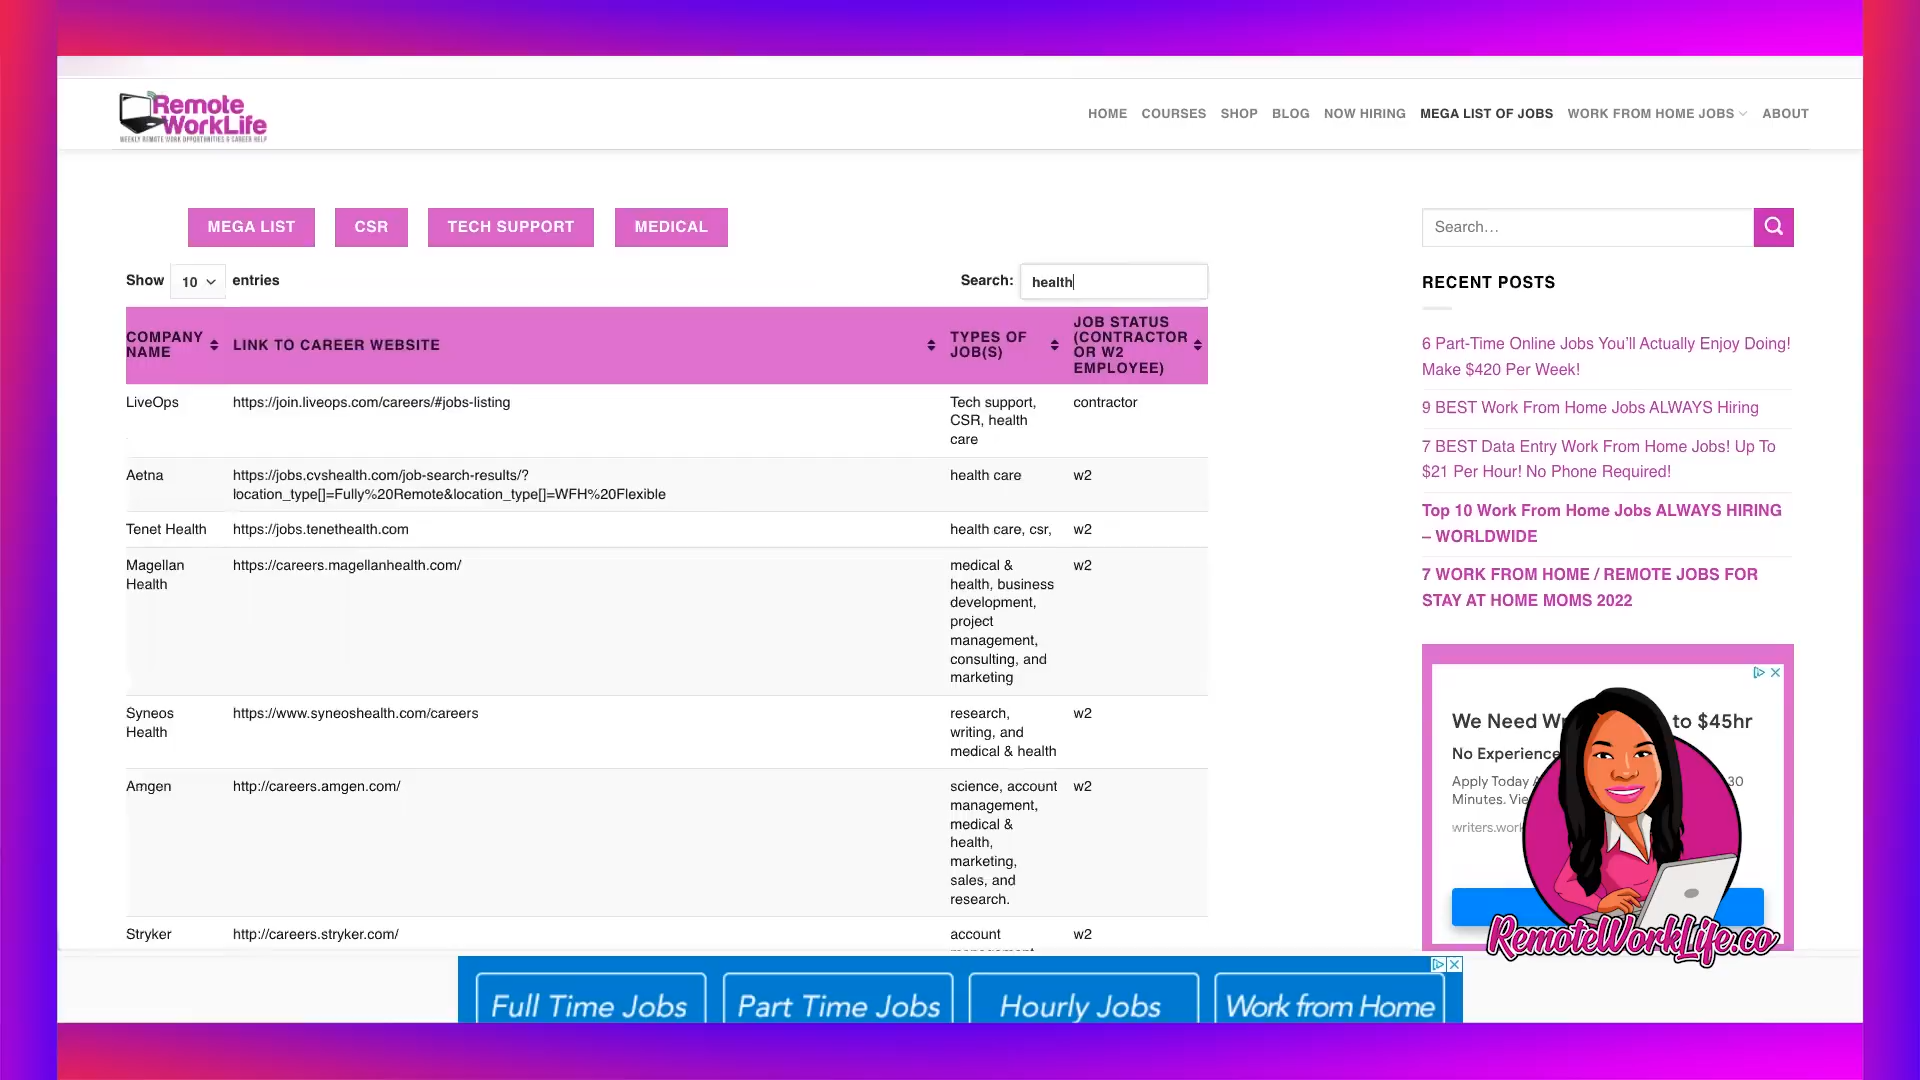 Remote
WorkLife
WEEKLY REMOTE WORK OPPORTUNITIES & CAREER HELP
HOME COURSES SHOP BLOG NOW HIRING MEGA LIST OF JOBS WORK FROM HOME JOBS ABOUT
MEGA LIST CSR TECH SUPPORT MEDICAL
Search…
Show 10 entries
Search: health
COMPANY NAME
LINK TO CAREER WEBSITE
TYPES OF JOB(S)
JOB STATUS (CONTRACTOR OR W2 EMPLOYEE)
LiveOps
https://join.liveops.com/careers/#jobs-listing
Tech support,
CSR, health
care
contractor
Aetna
https://jobs.cvshealth.com/job-search-results/?
location_type[]=Fully%20Remote&location_type[]=WFH%20Flexible
health care
w2
Tenet Health
https://jobs.tenethealth.com
health care, csr,
w2
Magellan
Health
https://careers.magellanhealth.com/
medical &
health, business
development,
project
management,
consulting, and
marketing
w2
Syneos
Health
https://www.syneoshealth.com/careers
research,
writing, and
medical & health
w2
Amgen
http://careers.amgen.com/
science, account
management,
medical &
health,
marketing,
sales, and
research.
w2
Stryker
http://careers.stryker.com/
account
w2
RECENT POSTS
6 Part-Time Online Jobs You’ll Actually Enjoy Doing!
Make $420 Per Week!
9 BEST Work From Home Jobs ALWAYS Hiring
7 BEST Data Entry Work From Home Jobs! Up To
$21 Per Hour! No Phone Required!
Top 10 Work From Home Jobs ALWAYS HIRING
– WORLDWIDE
7 WORK FROM HOME / REMOTE JOBS FOR
STAY AT HOME MOMS 2022
We Need to $45hr
No Experience
Apply Today 30
Minutes.
RemoteWorkLife.co
Full Time Jobs Part Time Jobs Hourly Jobs Work from Home